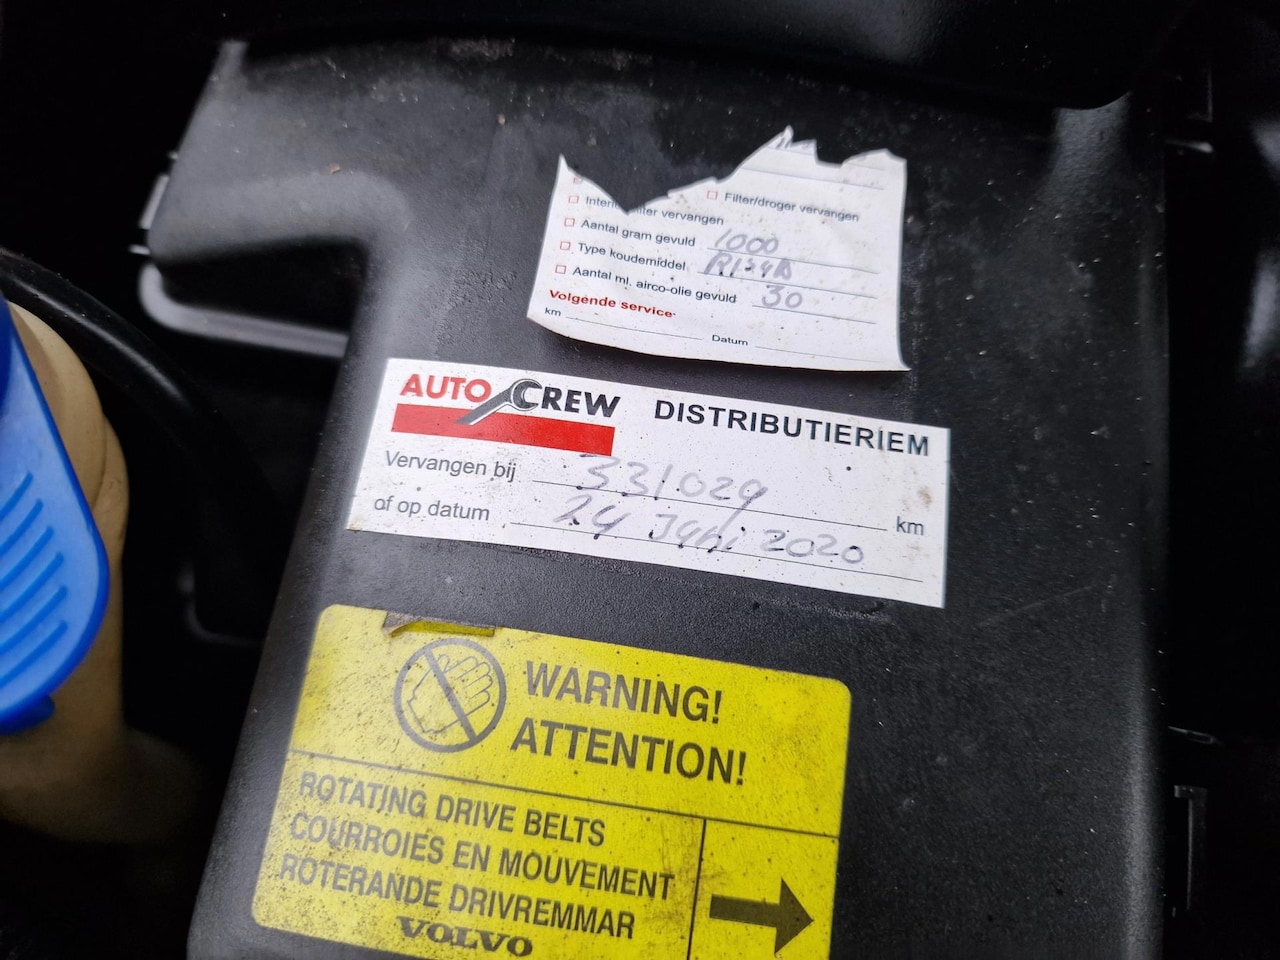 Filter/droger vervangen
vervangen
Aantal gram gevuld 1000
Type koudemiddel R134A
Aantal ml. airco-olie gevuld 30
Volgende service
km Datum
AUTO CREW DISTRIBUTIERIEM
Vervangen bij 331029 km
of op datum 24 Juni 2020
WARNING!
ATTENTION!
ROTATING DRIVE BELTS
COURROIES EN MOUVEMENT
ROTERANDE DRIVREMMAR
VOLVO